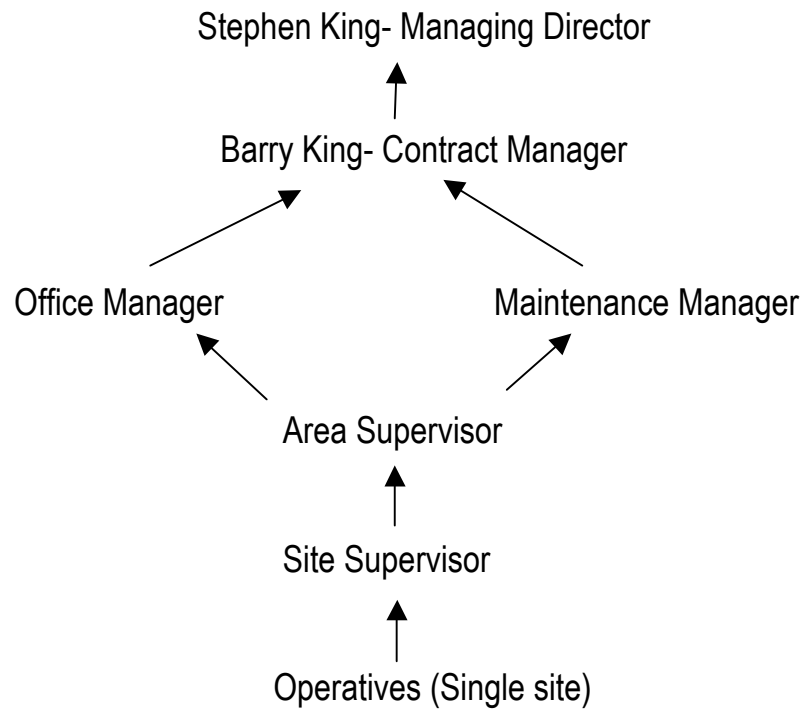 Stephen King- Managing Director
Barry King- Contract Manager
Office Manager
Maintenance Manager
Area Supervisor
Site Supervisor
Operatives (Single site)